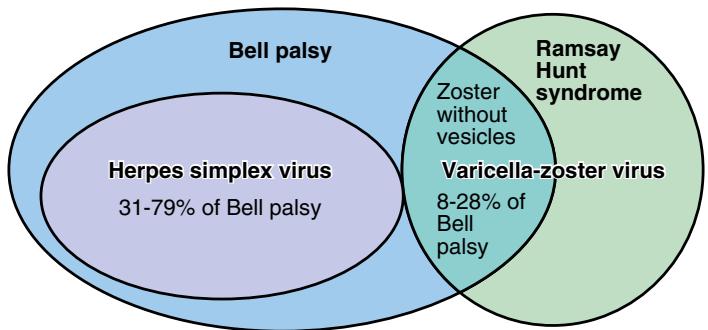 Bell palsy
Ramsay
Hunt
syndrome
Zoster
without
vesicles
Herpes simplex virus
Varicella-zoster virus
31-79% of Bell palsy
8-28% of
Bell
palsy